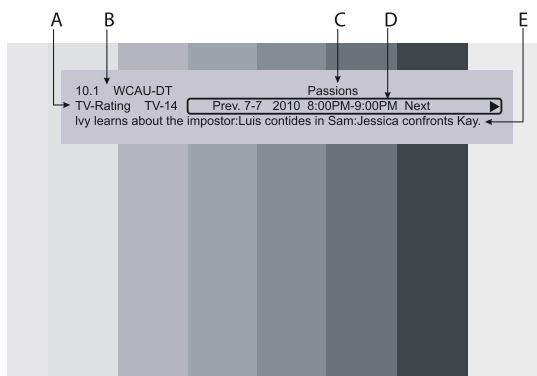 A B C D E
10.1 WCAU-DT Passions
TV-Rating TV-14 Prev. 7-7 2010 8:00PM-9:00PM Next
Ivy learns about the impostor:Luis contides in Sam:Jessica confronts Kay.